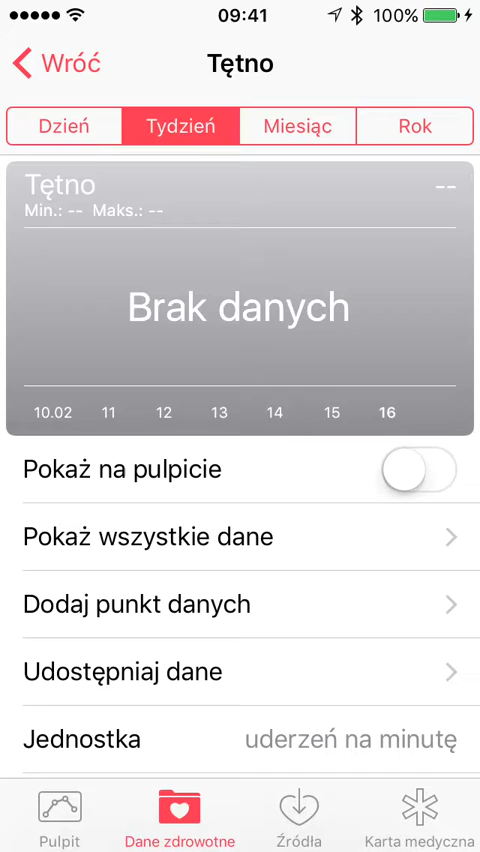 09:41 100%
Wróć Tętno
Dzień Tydzień Miesiąc Rok
Tętno --
Min.: -- Maks.: --
Brak danych
10.02 11 12 13 14 15 16
Pokaż na pulpicie
Pokaż wszystkie dane
Dodaj punkt danych
Udostępniaj dane
Jednostka uderzeń na minutę
Pulpit Dane zdrowotne Źródła Karta medyczna